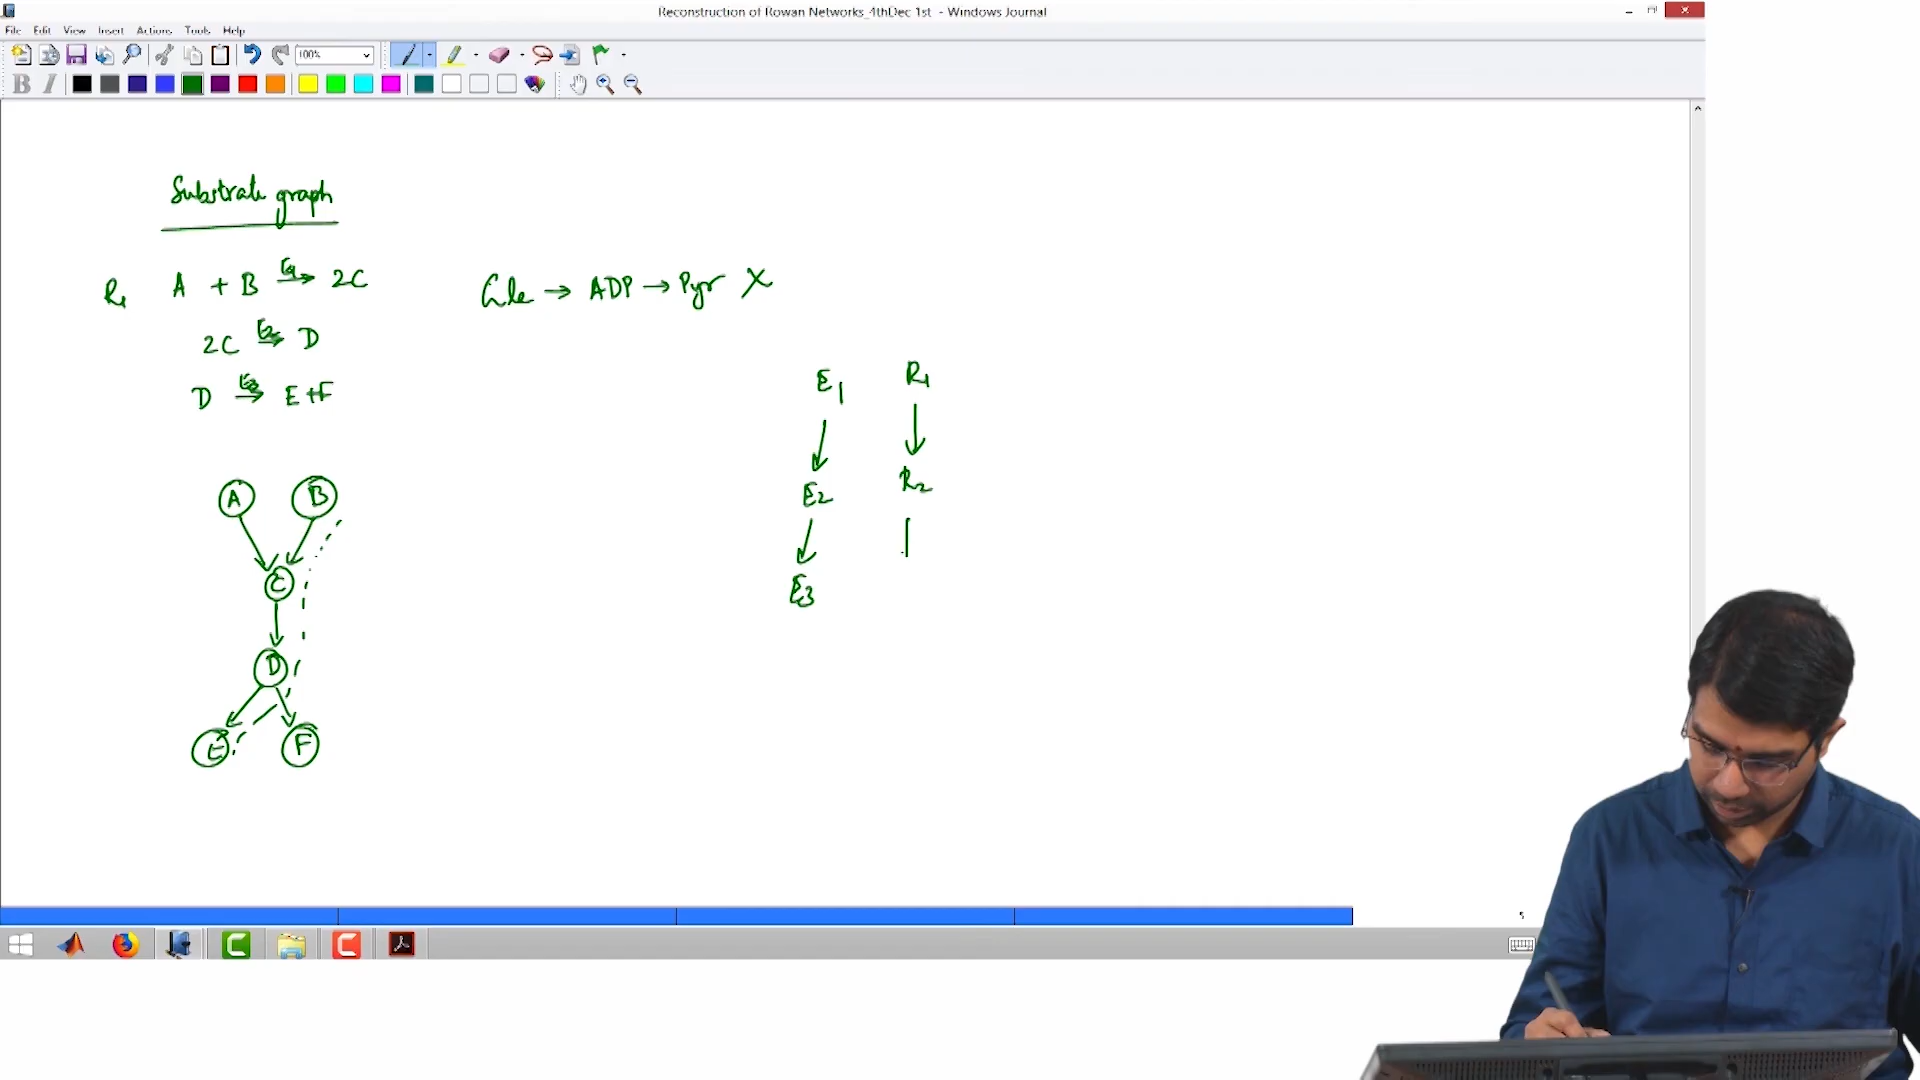 Reconstruction of Rowan Networks_4thDec 1st - Windows Journal
File Edit View Insert Actions Tools Help
100%
B I
Substrate graph
R1 A + B E1→ 2C
2C E2→ D
D E3→ E+F
Glc → ADP → Pyr X
E1 R1
E2 R2
E3
A B
C
D
E F